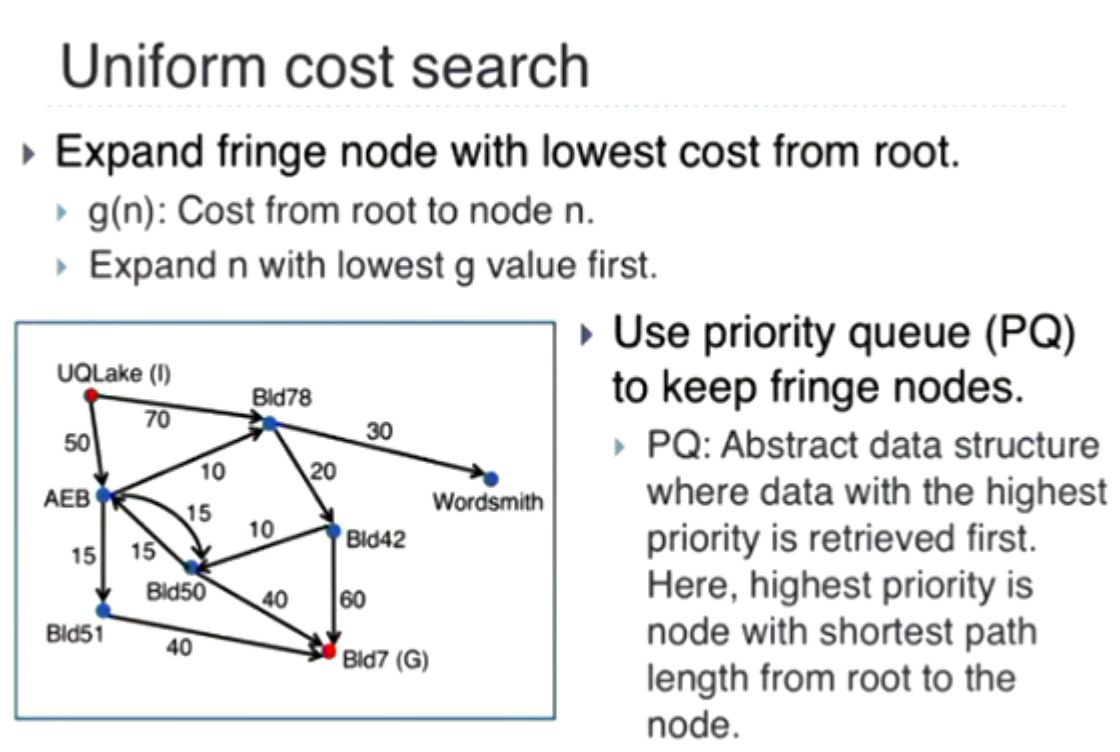 Uniform cost search
Expand fringe node with lowest cost from root.
g(n): Cost from root to node n.
Expand n with lowest g value first.
UQLake (I)
Bld78
70
30
50
10
20
AEB
Wordsmith
15
10
Bld42
15
15
Bld50
40
60
Bld51
40
Bld7 (G)
Use priority queue (PQ)
to keep fringe nodes.
PQ: Abstract data structure
where data with the highest
priority is retrieved first.
Here, highest priority is
node with shortest path
length from root to the
node.